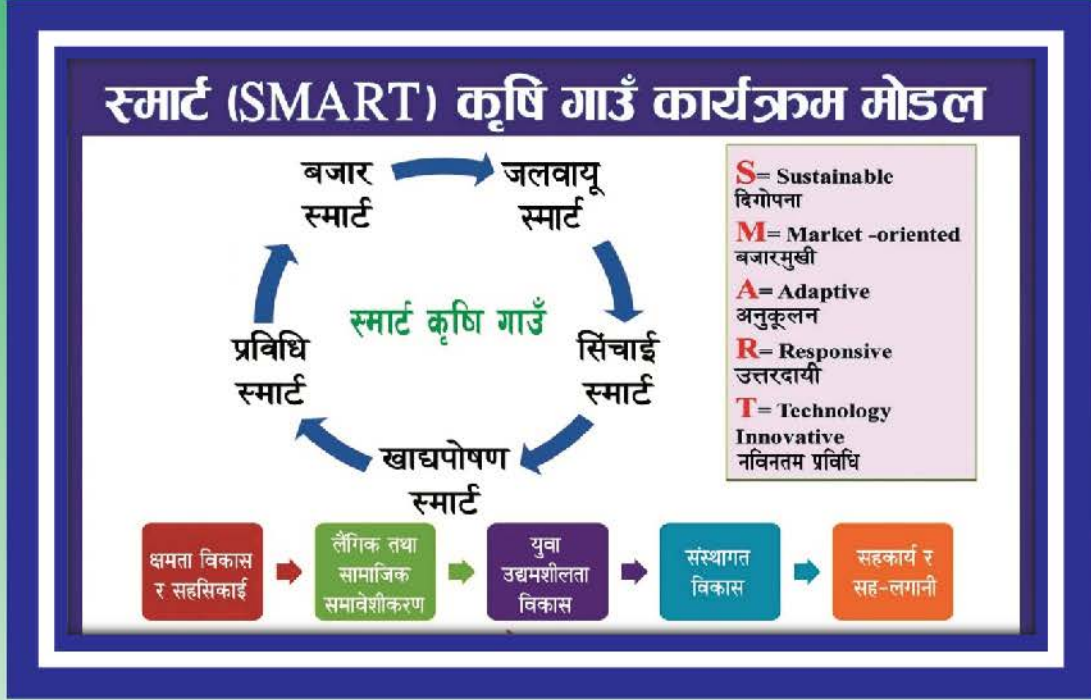 स्मार्ट (SMART) कृषि गाउँ कार्यक्रम मोडल
बजार
स्मार्ट
जलवायू
स्मार्ट
सिंचाई
स्मार्ट
खाद्यपोषण
स्मार्ट
प्रविधि
स्मार्ट
स्मार्ट कृषि गाउँ
S= Sustainable
दिगोपना
M= Market -oriented
बजारमुखी
A= Adaptive
अनुकूलन
R= Responsive
उत्तरदायी
T= Technology
Innovative
नविनतम प्रविधि
क्षमता विकास
र सहसिकाई
लैंगिक तथा
सामाजिक
समावेशीकरण
युवा
उद्यमशीलता
विकास
संस्थागत
विकास
सहकार्य र
सह-लगानी